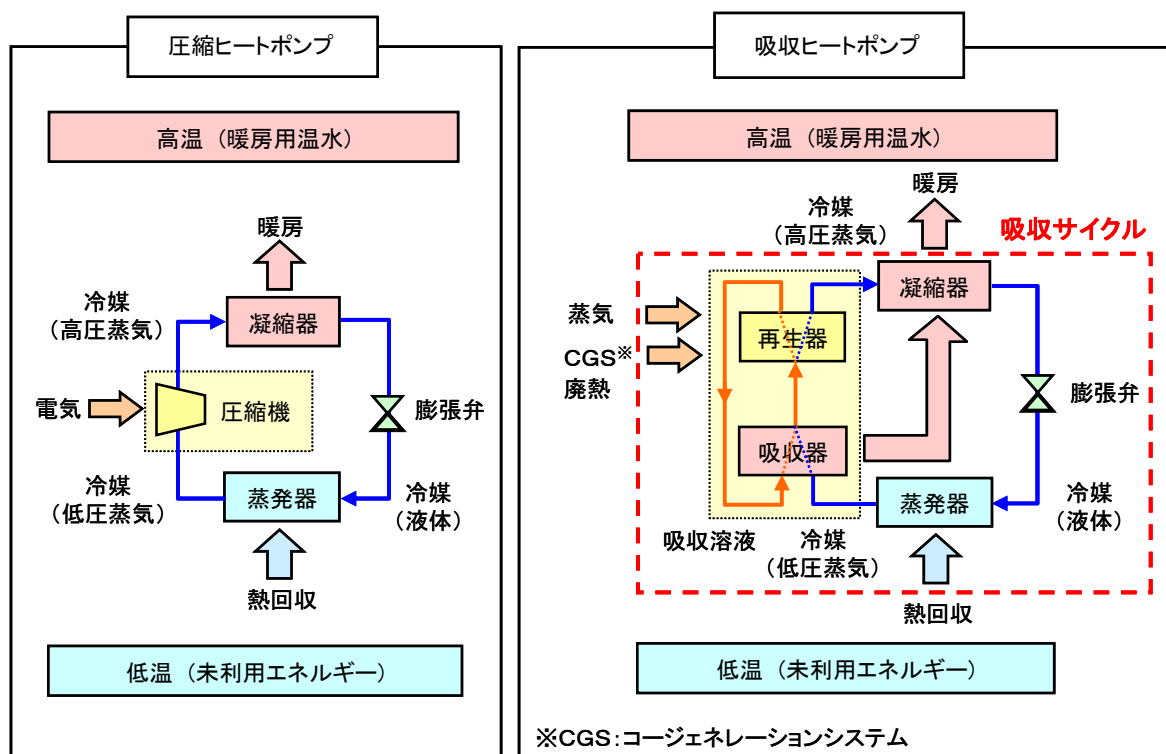 圧縮ヒートポンプ
高温（暖房用温水）
暖房
冷媒
（高圧蒸気）
凝縮器
電気
圧縮機
膨張弁
冷媒
（低圧蒸気）
蒸発器
冷媒
（液体）
熱回収
低温（未利用エネルギー）
吸収ヒートポンプ
高温（暖房用温水）
暖房
冷媒
（高圧蒸気）
吸収サイクル
凝縮器
蒸気
再生器
CGS※
廃熱
膨張弁
吸収器
蒸発器
冷媒
（液体）
吸収溶液
冷媒
（低圧蒸気）
熱回収
低温（未利用エネルギー）
※CGS：コージェネレーションシステム